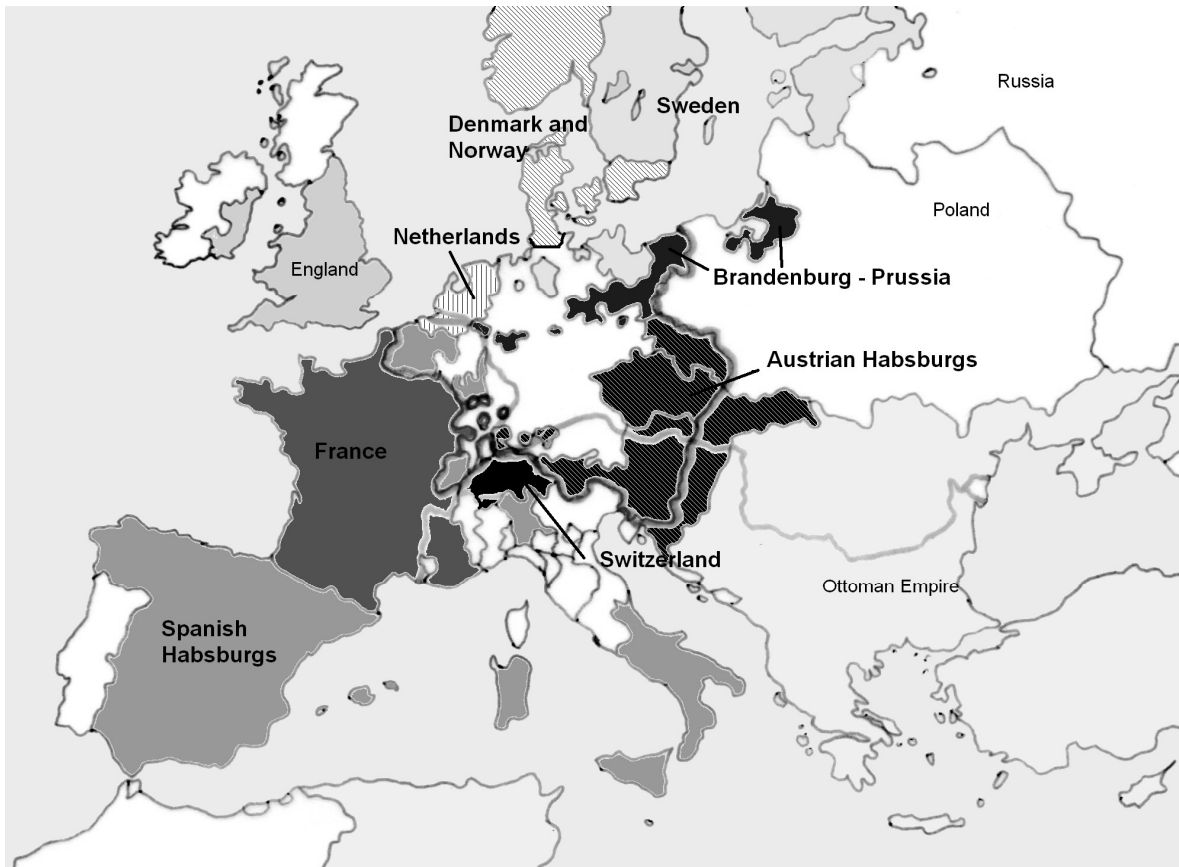 Russia
Sweden
Denmark and
Norway
Poland
Netherlands
England
Brandenburg - Prussia
Austrian Habsburgs
France
Switzerland
Ottoman Empire
Spanish
Habsburgs